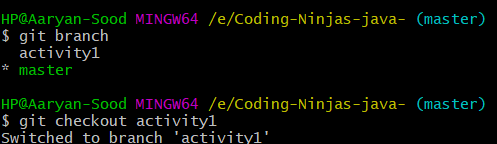 HP@Aaryan-Sood MINGW64 /e/Coding-Ninjas-java- (master)
$ git branch
  activity1
* master
HP@Aaryan-Sood MINGW64 /e/Coding-Ninjas-java- (master)
$ git checkout activity1
Switched to branch 'activity1'